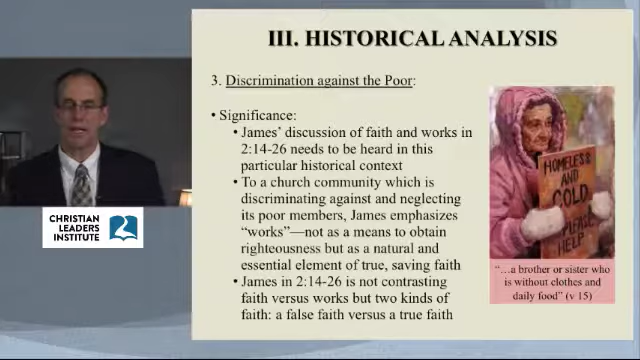 III. HISTORICAL ANALYSIS
3. Discrimination against the Poor:
• Significance:
• James' discussion of faith and works in
2:14-26 needs to be heard in this
particular historical context
• To a church community which is
discriminating against and neglecting
its poor members, James emphasizes
“works”—not as a means to obtain
righteousness but as a natural and
essential element of true, saving faith
• James in 2:14-26 is not contrasting
faith versus works but two kinds of
faith: a false faith versus a true faith
HOMELESS
AND
COLD
PLEASE
HELP
“…a brother or sister who
is without clothes and
daily food” (v 15)
CHRISTIAN
LEADERS
INSTITUTE